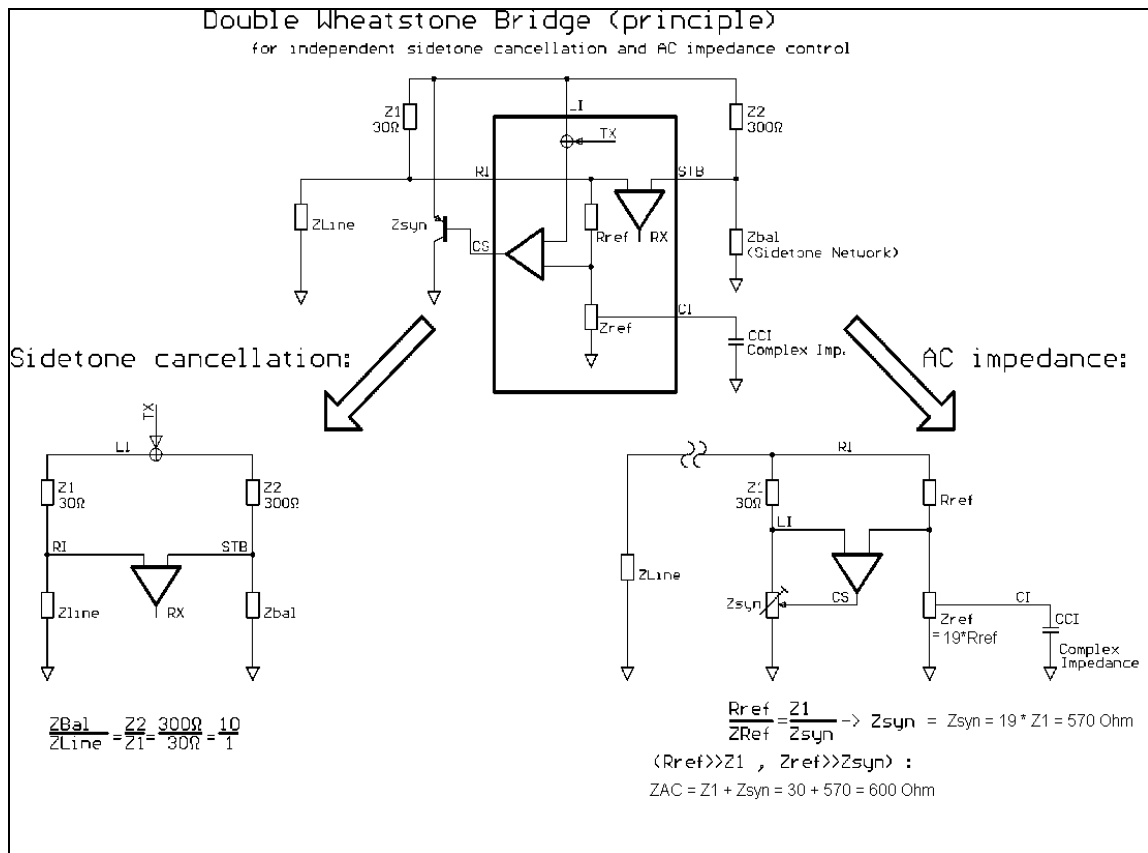 Double Wheatstone Bridge (principle)
for independent sidetone cancellation and AC impedance control
LI
Z1
30Ω
Z2
300Ω
TX
RI
STB
ZLine
Zsyn
CS
Rref
RX
Zbal
(Sidetone Network)
Zref
CI
CCI
Complex Imp.
Sidetone cancellation:
AC impedance:
TX
LI
Z1
30Ω
Z2
300Ω
RI
STB
Zline
RX
Zbal
ZBal/ZLine = Z2/Z1 = 300Ω/30Ω = 10/1
RI
Z1
30Ω
Rref
LI
ZLine
Zsyn
CS
CI
Zref
= 19*Rref
CCI
Complex
Impedance
Rref/ZRef = Z1/Zsyn -> Zsyn = Zsyn = 19 * Z1 = 570 Ohm
(Rref>>Z1 , Zref>>Zsyn) :
ZAC = Z1 + Zsyn = 30 + 570 = 600 Ohm